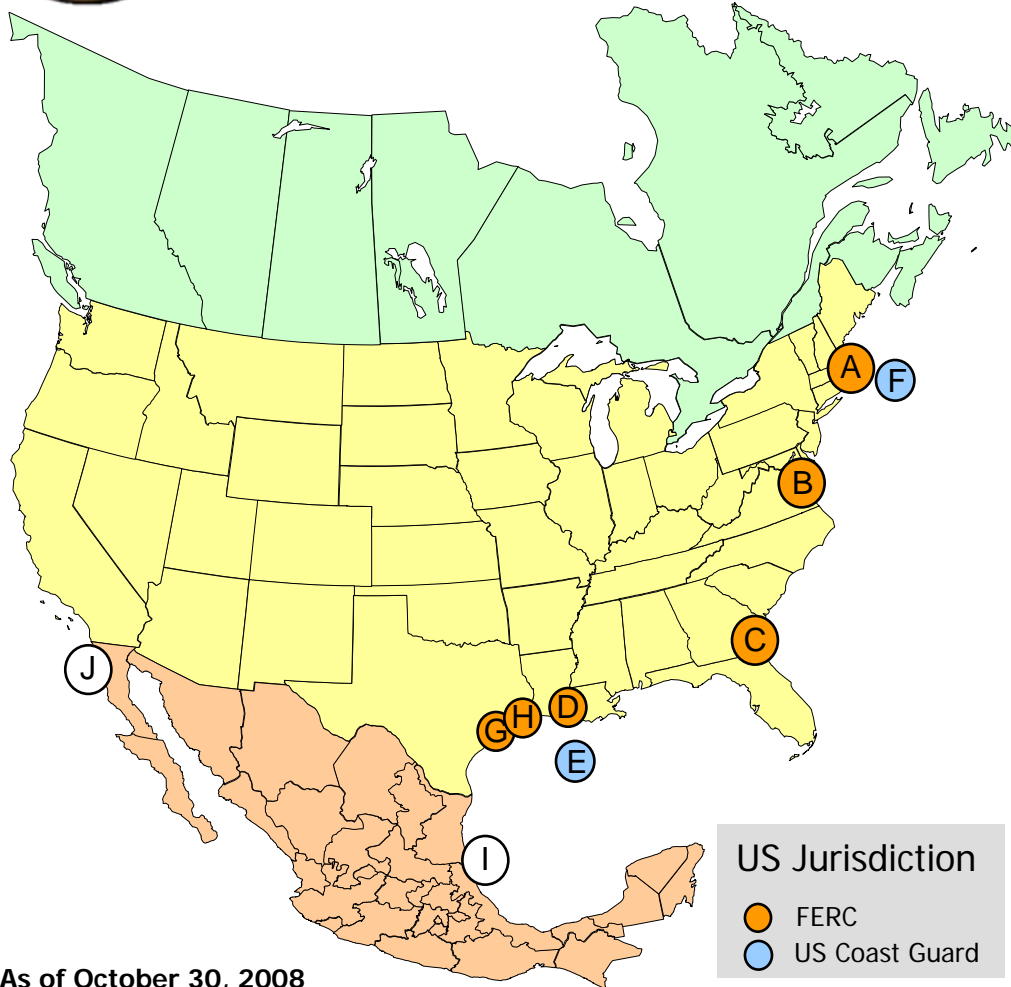 A
F
B
C
J
D
H
G
E
I
US Jurisdiction
FERC
US Coast Guard
As of October 30, 2008